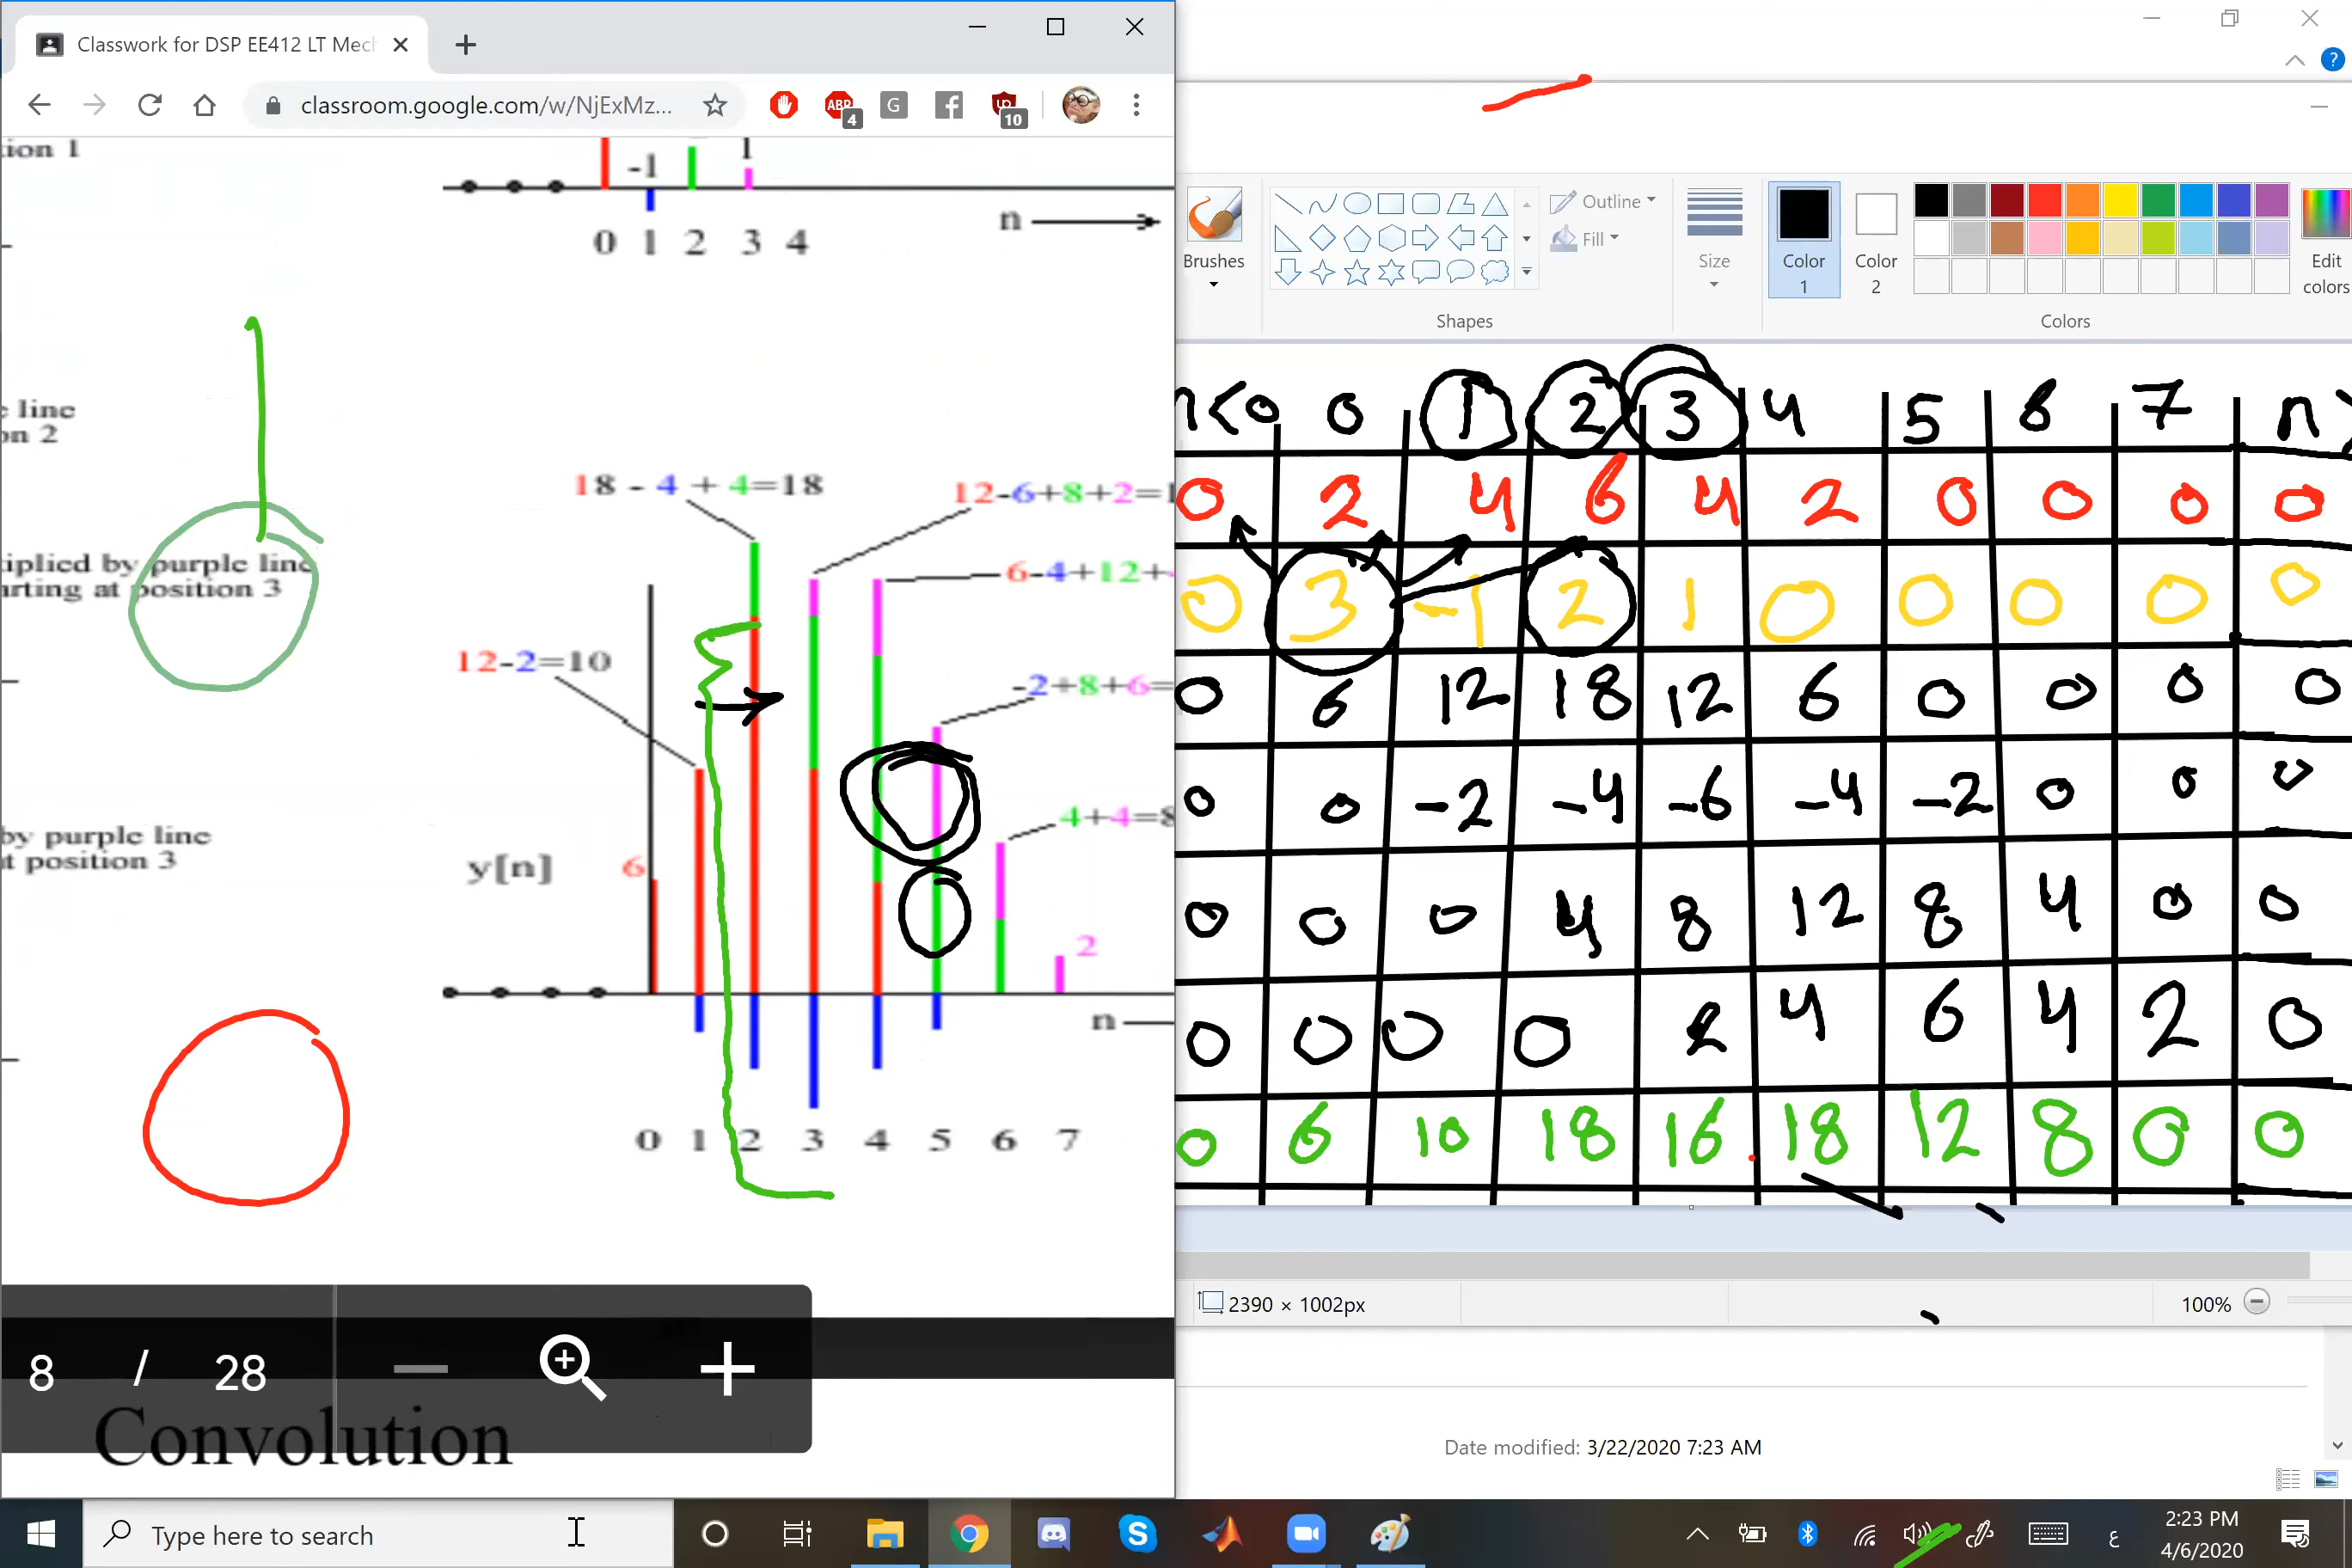 Classwork for DSP EE412 LT Mech
classroom.google.com/w/NjExMz...
ABP
4
G
10
ion 1
-1
1
0 1 2 3 4
n
line
on 2
iplied by purple line
arting at position 3
by purple line
at position 3
18 - 4 + 4=18
12-6+8+2=1
6-4+12+
12-2=10
-2+8+6=
4+4=8
y[n]
6
2
n
0 1 2 3 4 5 6 7
8 / 28
Convolution
Brushes
Shapes
Outline
Fill
Size
Color 1
Color 2
Edit colors
Colors
n<0 0 1 2 3 4 5 6 7 n
0 2 4 6 4 2 0 0 0 0
0 3 -1 2 1 0 0 0 0 0
0 6 12 18 12 6 0 0 0 0
0 0 -2 -4 -6 -4 -2 0 0 0
0 0 0 4 8 12 8 4 0 0
0 0 0 0 2 4 6 4 2 0
0 6 10 18 16 18 12 8 0 0
2390 × 1002px
100%
Date modified: 3/22/2020 7:23 AM
Type here to search
ع
2:23 PM
4/6/2020